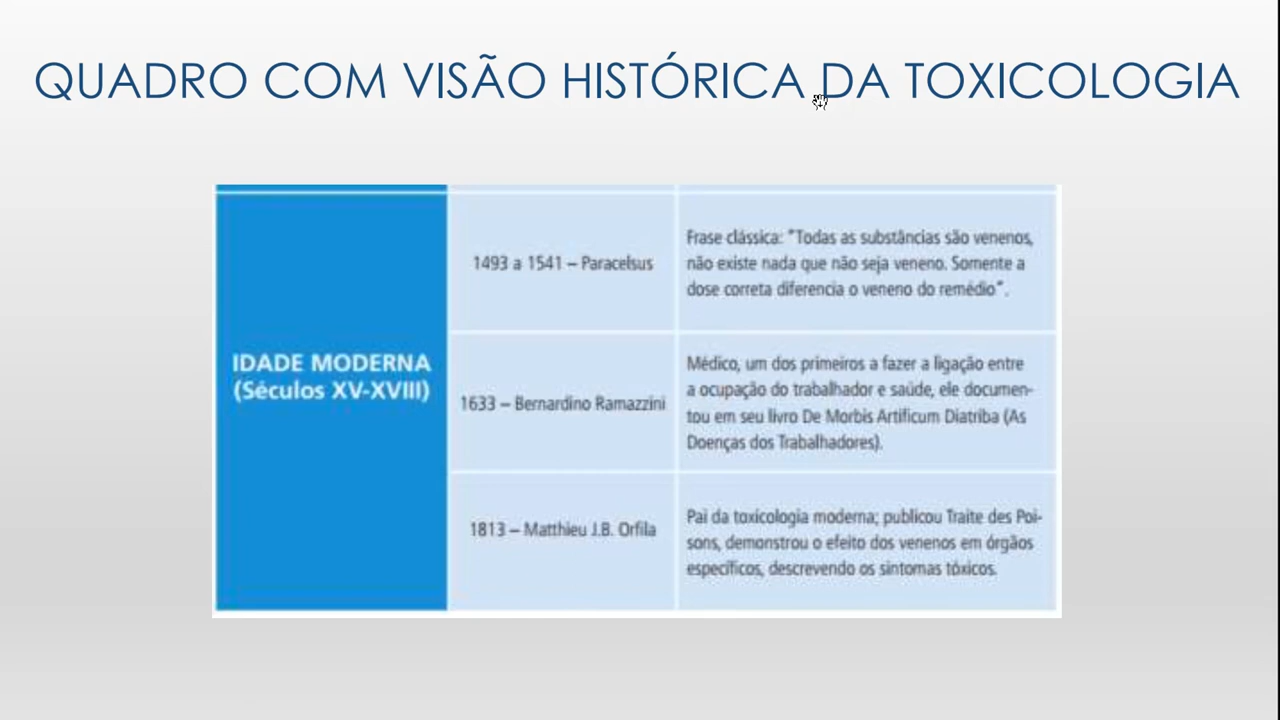 QUADRO COM VISÃO HISTÓRICA DA TOXICOLOGIA
IDADE MODERNA
(Séculos XV-XVIII)
1493 a 1541 – Paracelsus
Frase clássica: "Todas as substâncias são venenos,
não existe nada que não seja veneno. Somente a
dose correta diferencia o veneno do remédio".
1633 – Bernardino Ramazzini
Médico, um dos primeiros a fazer a ligação entre
a ocupação do trabalhador e saúde, ele documen-
tou em seu livro De Morbis Artificum Diatriba (As
Doenças dos Trabalhadores).
1813 – Matthieu J.B. Orfila
Pai da toxicologia moderna; publicou Traite des Poi-
sons, demonstrou o efeito dos venenos em órgãos
específicos, descrevendo os sintomas tóxicos.